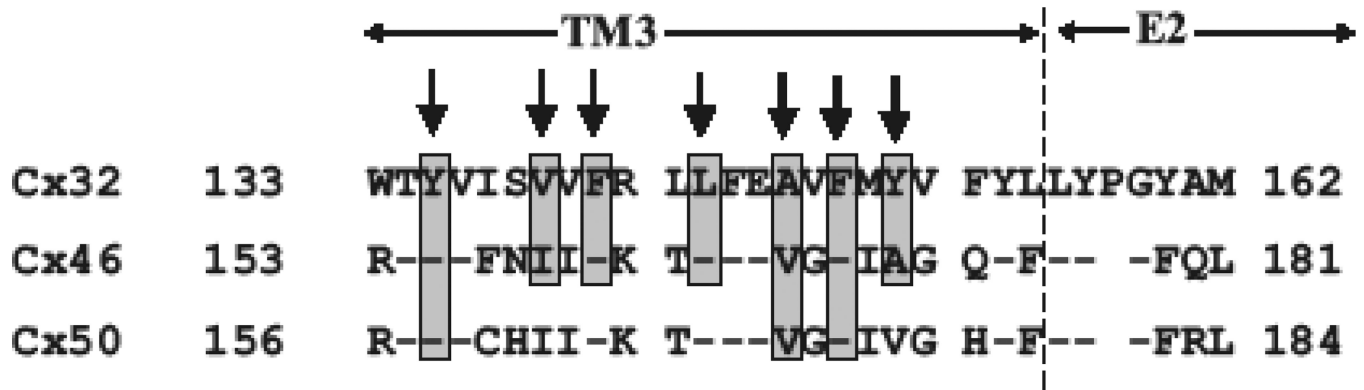 TM3 E2
Cx32 133 WTYVISVVFR LLFEAVFMYV FYLLYPGYAM 162
Cx46 153 R---FNII-K T---VG-IAG Q-F-- -FQL 181
Cx50 156 R---CHII-K T---VG-IVG H-F-- -FRL 184